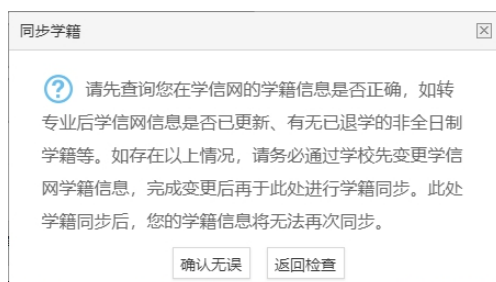 同步学籍
请先查询您在学信网的学籍信息是否正确，如转
专业后学信网信息是否已更新、有无已退学的非全日制
学籍等。如存在以上情况，请务必通过学校先变更学信
网学籍信息，完成变更后再于此处进行学籍同步。此处
学籍同步后，您的学籍信息将无法再次同步。
确认无误 返回检查